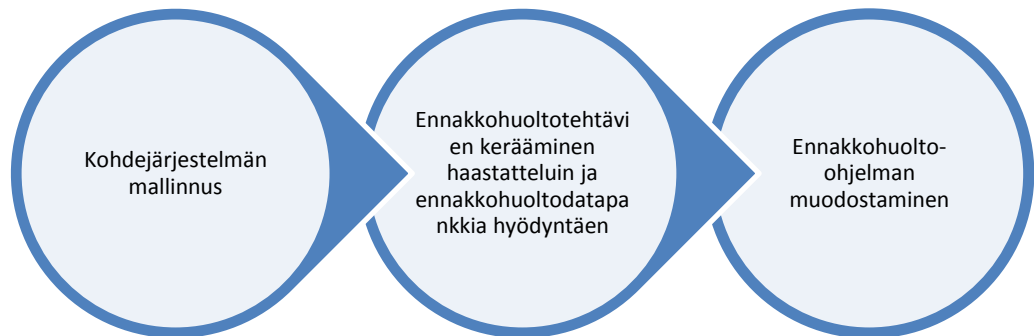 Kohdejärjestelmän
mallinnus
Ennakkohuoltotehtävi
en kerääminen
haastatteluin ja
ennakkohuoltodatapa
nkkia hyödyntäen
Ennakkohuolto-
ohjelman
muodostaminen